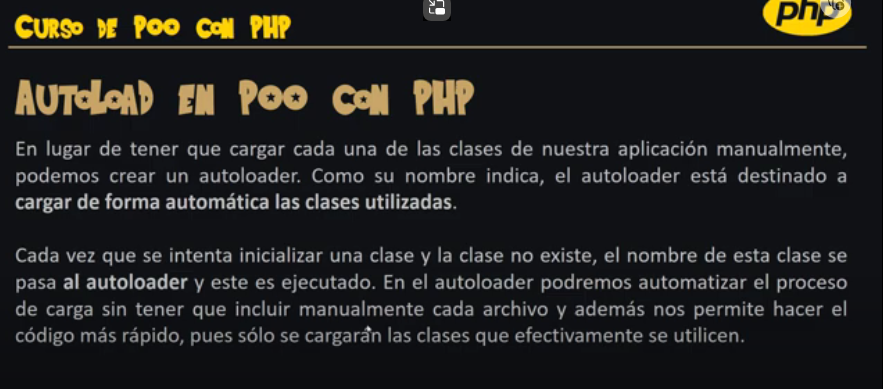 Curso de POO con PHP
php
Autoload en POO con PHP
En lugar de tener que cargar cada una de las clases de nuestra aplicación manualmente,
podemos crear un autoloader. Como su nombre indica, el autoloader está destinado a
cargar de forma automática las clases utilizadas.
Cada vez que se intenta inicializar una clase y la clase no existe, el nombre de esta clase se
pasa al autoloader y este es ejecutado. En el autoloader podremos automatizar el proceso
de carga sin tener que incluir manualmente cada archivo y además nos permite hacer el
código más rápido, pues sólo se cargarán las clases que efectivamente se utilicen.